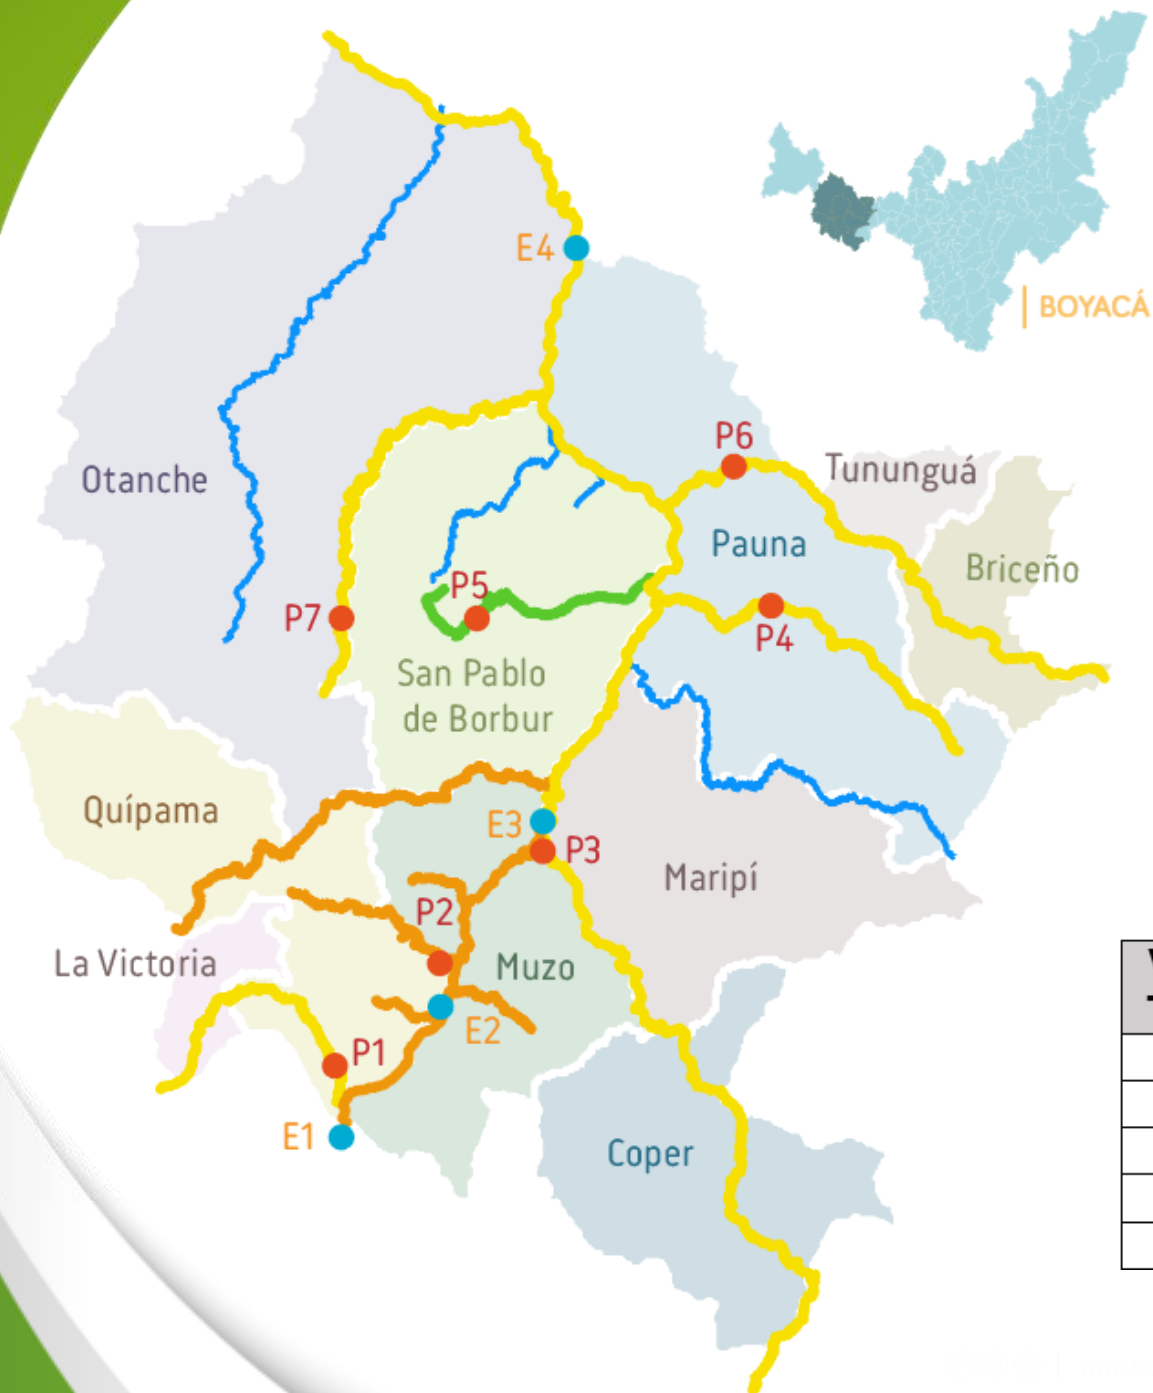 E4
| BOYACÁ
P6
Otanche
Tununguá
Pauna
Briceño
P5
P7
P4
San Pablo
de Borbur
Quípama
E3
P3
Maripí
P2
La Victoria
Muzo
E2
P1
E1
Coper